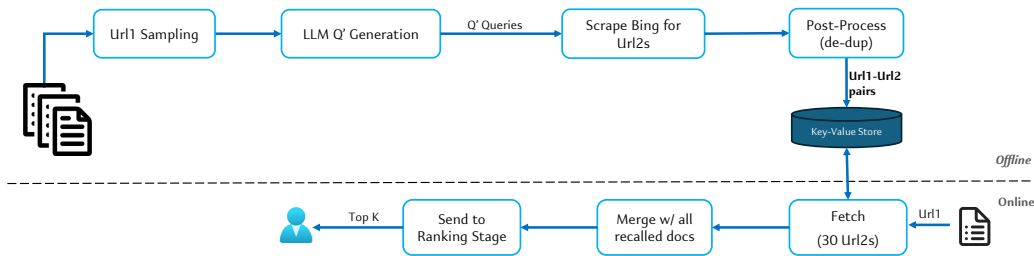 Url1 Sampling
LLM Q' Generation
Q' Queries
Scrape Bing for
Url2s
Post-Process
(de-dup)
Url1-Url2
pairs
Key-Value Store
Offline
Online
Url1
Fetch
(30 Url2s)
Merge w/ all
recalled docs
Send to
Ranking Stage
Top K